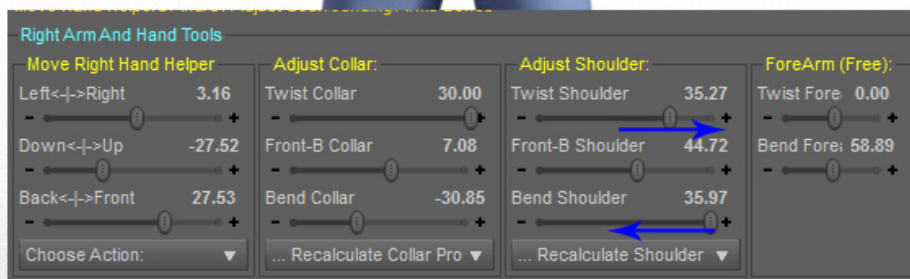 Right Arm And Hand Tools
Move Right Hand Helper
Left<-|->Right 3.16
- +
Down<-|->Up -27.52
- +
Back<-|->Front 27.53
- +
Choose Action:
Adjust Collar:
Twist Collar 30.00
- +
Front-B Collar 7.08
- +
Bend Collar -30.85
- +
... Recalculate Collar Pro
Adjust Shoulder:
Twist Shoulder 35.27
- +
Front-B Shoulder 44.72
- +
Bend Shoulder 35.97
- +
... Recalculate Shoulder
ForeArm (Free):
Twist Fore 0.00
- +
Bend Forea 58.89
- +